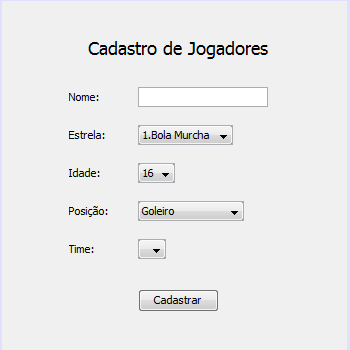 Cadastro de Jogadores
Nome:
Estrela: 1.Bola Murcha
Idade: 16
Posição: Goleiro
Time:
Cadastrar